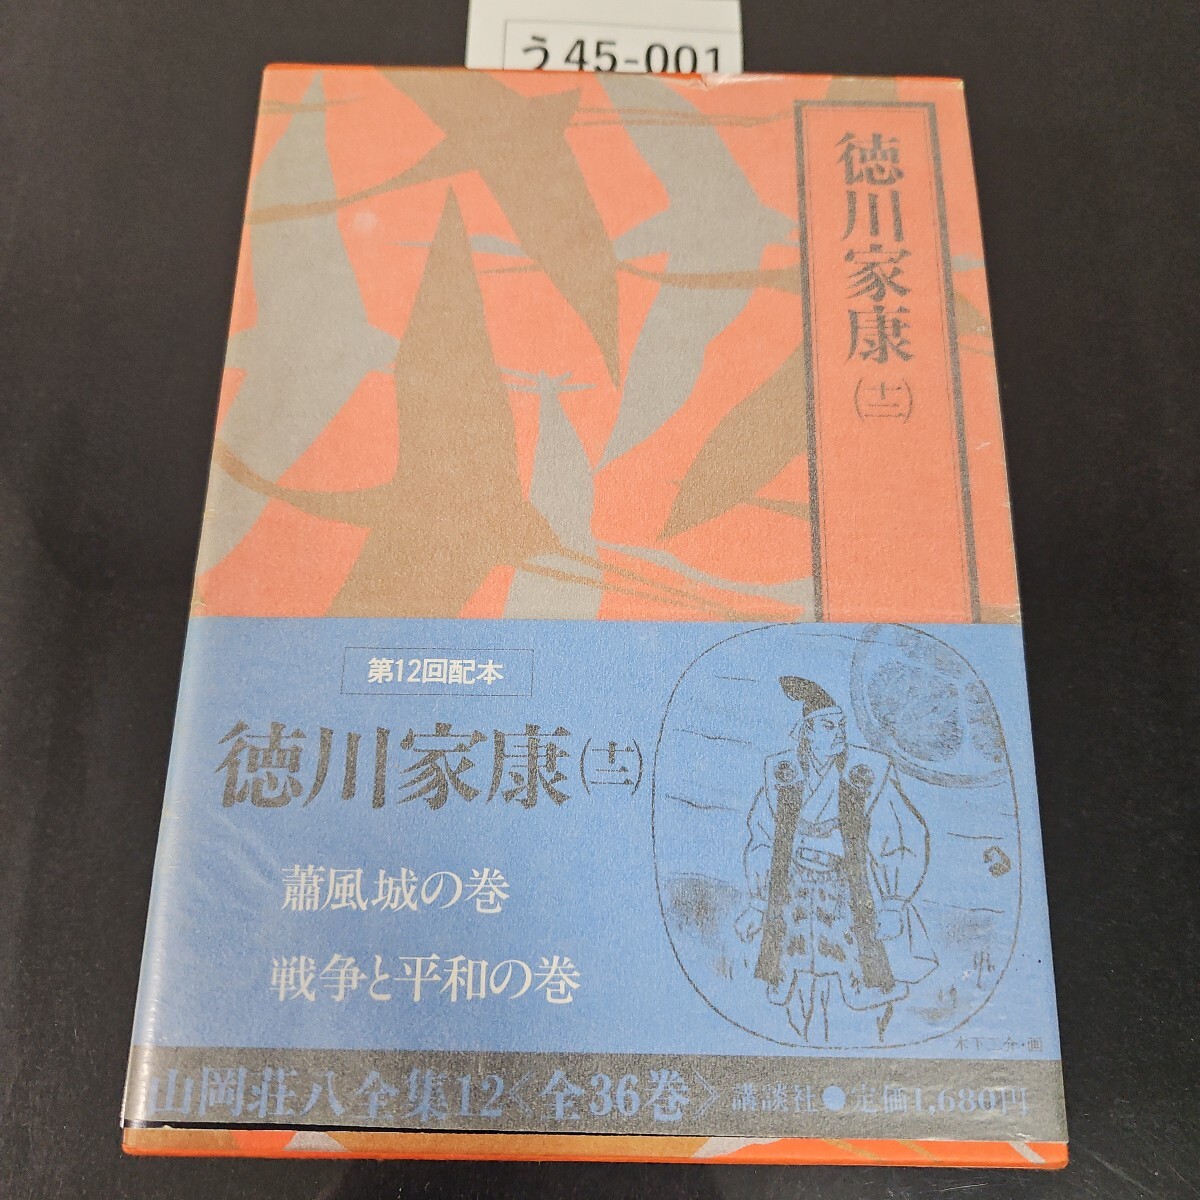 う45-001
徳川家康
(十二)
第12回配本
徳川家康(十二)
蕭風城の巻
戦争と平和の巻
木下二介・画
山岡荘八全集12〈全36巻〉講談社●定価1,680円